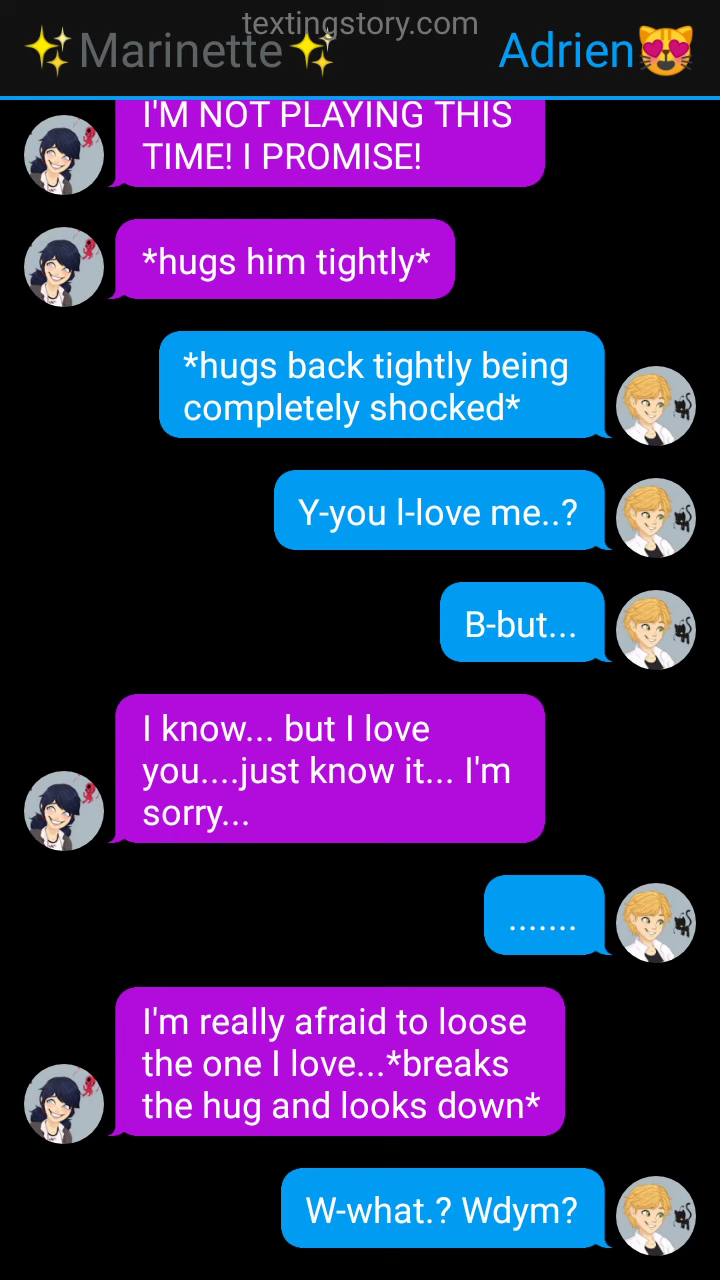 textingstory.com
✨Marinette✨ Adrien😻
I'M NOT PLAYING THIS
TIME! I PROMISE!
*hugs him tightly*
*hugs back tightly being
completely shocked*
Y-you l-love me..?
B-but...
I know... but I love
you....just know it... I'm
sorry...
.......
I'm really afraid to loose
the one I love...*breaks
the hug and looks down*
W-what.? Wdym?